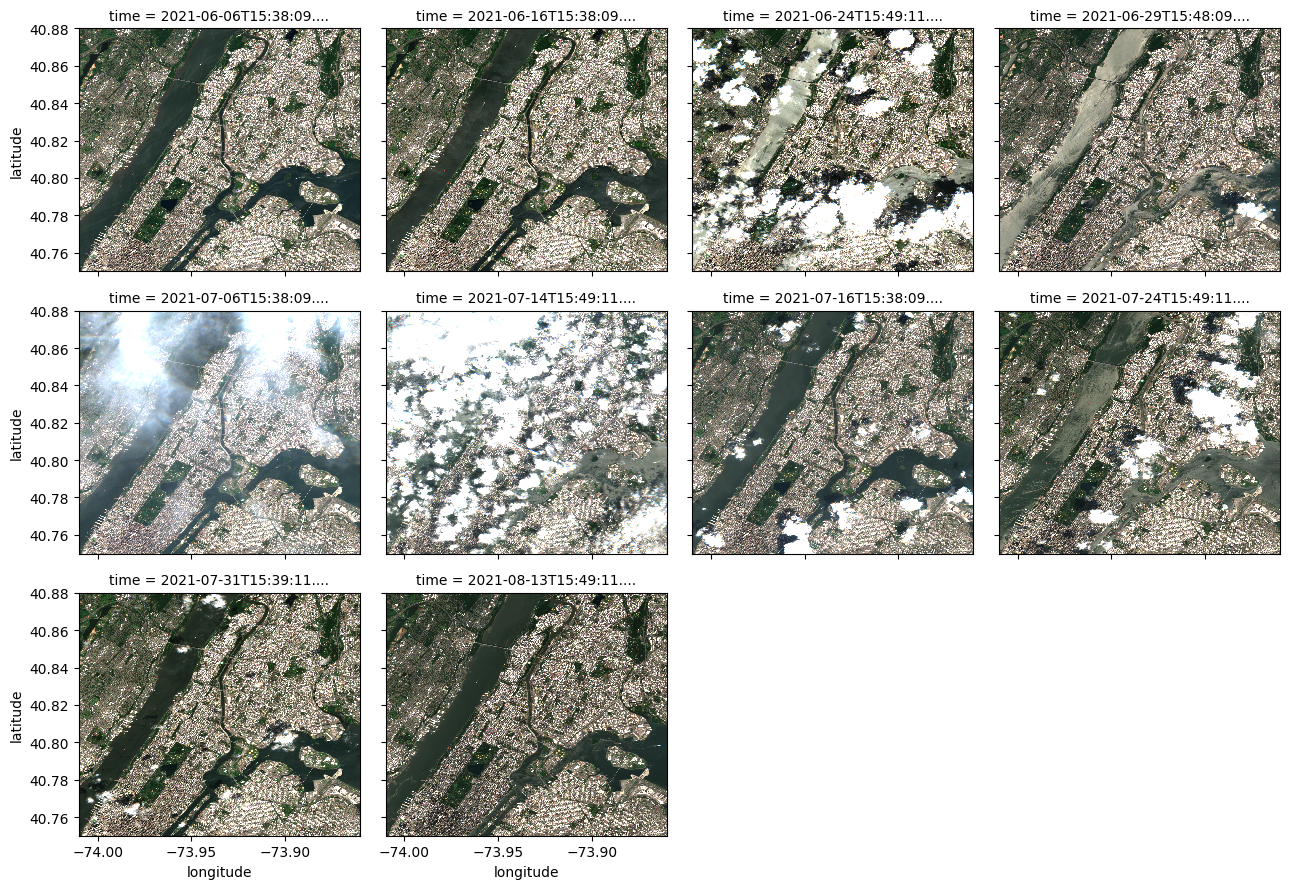 time = 2021-06-06T15:38:09....
time = 2021-06-16T15:38:09....
time = 2021-06-24T15:49:11....
time = 2021-06-29T15:48:09....
40.88
40.86
40.84
40.82
40.80
40.78
40.76
latitude
time = 2021-07-06T15:38:09....
time = 2021-07-14T15:49:11....
time = 2021-07-16T15:38:09....
time = 2021-07-24T15:49:11....
40.88
40.86
40.84
40.82
40.80
40.78
40.76
latitude
time = 2021-07-31T15:39:11....
time = 2021-08-13T15:49:11....
40.88
40.86
40.84
40.82
40.80
40.78
40.76
latitude
−74.00 −73.95 −73.90
−74.00 −73.95 −73.90
longitude
longitude